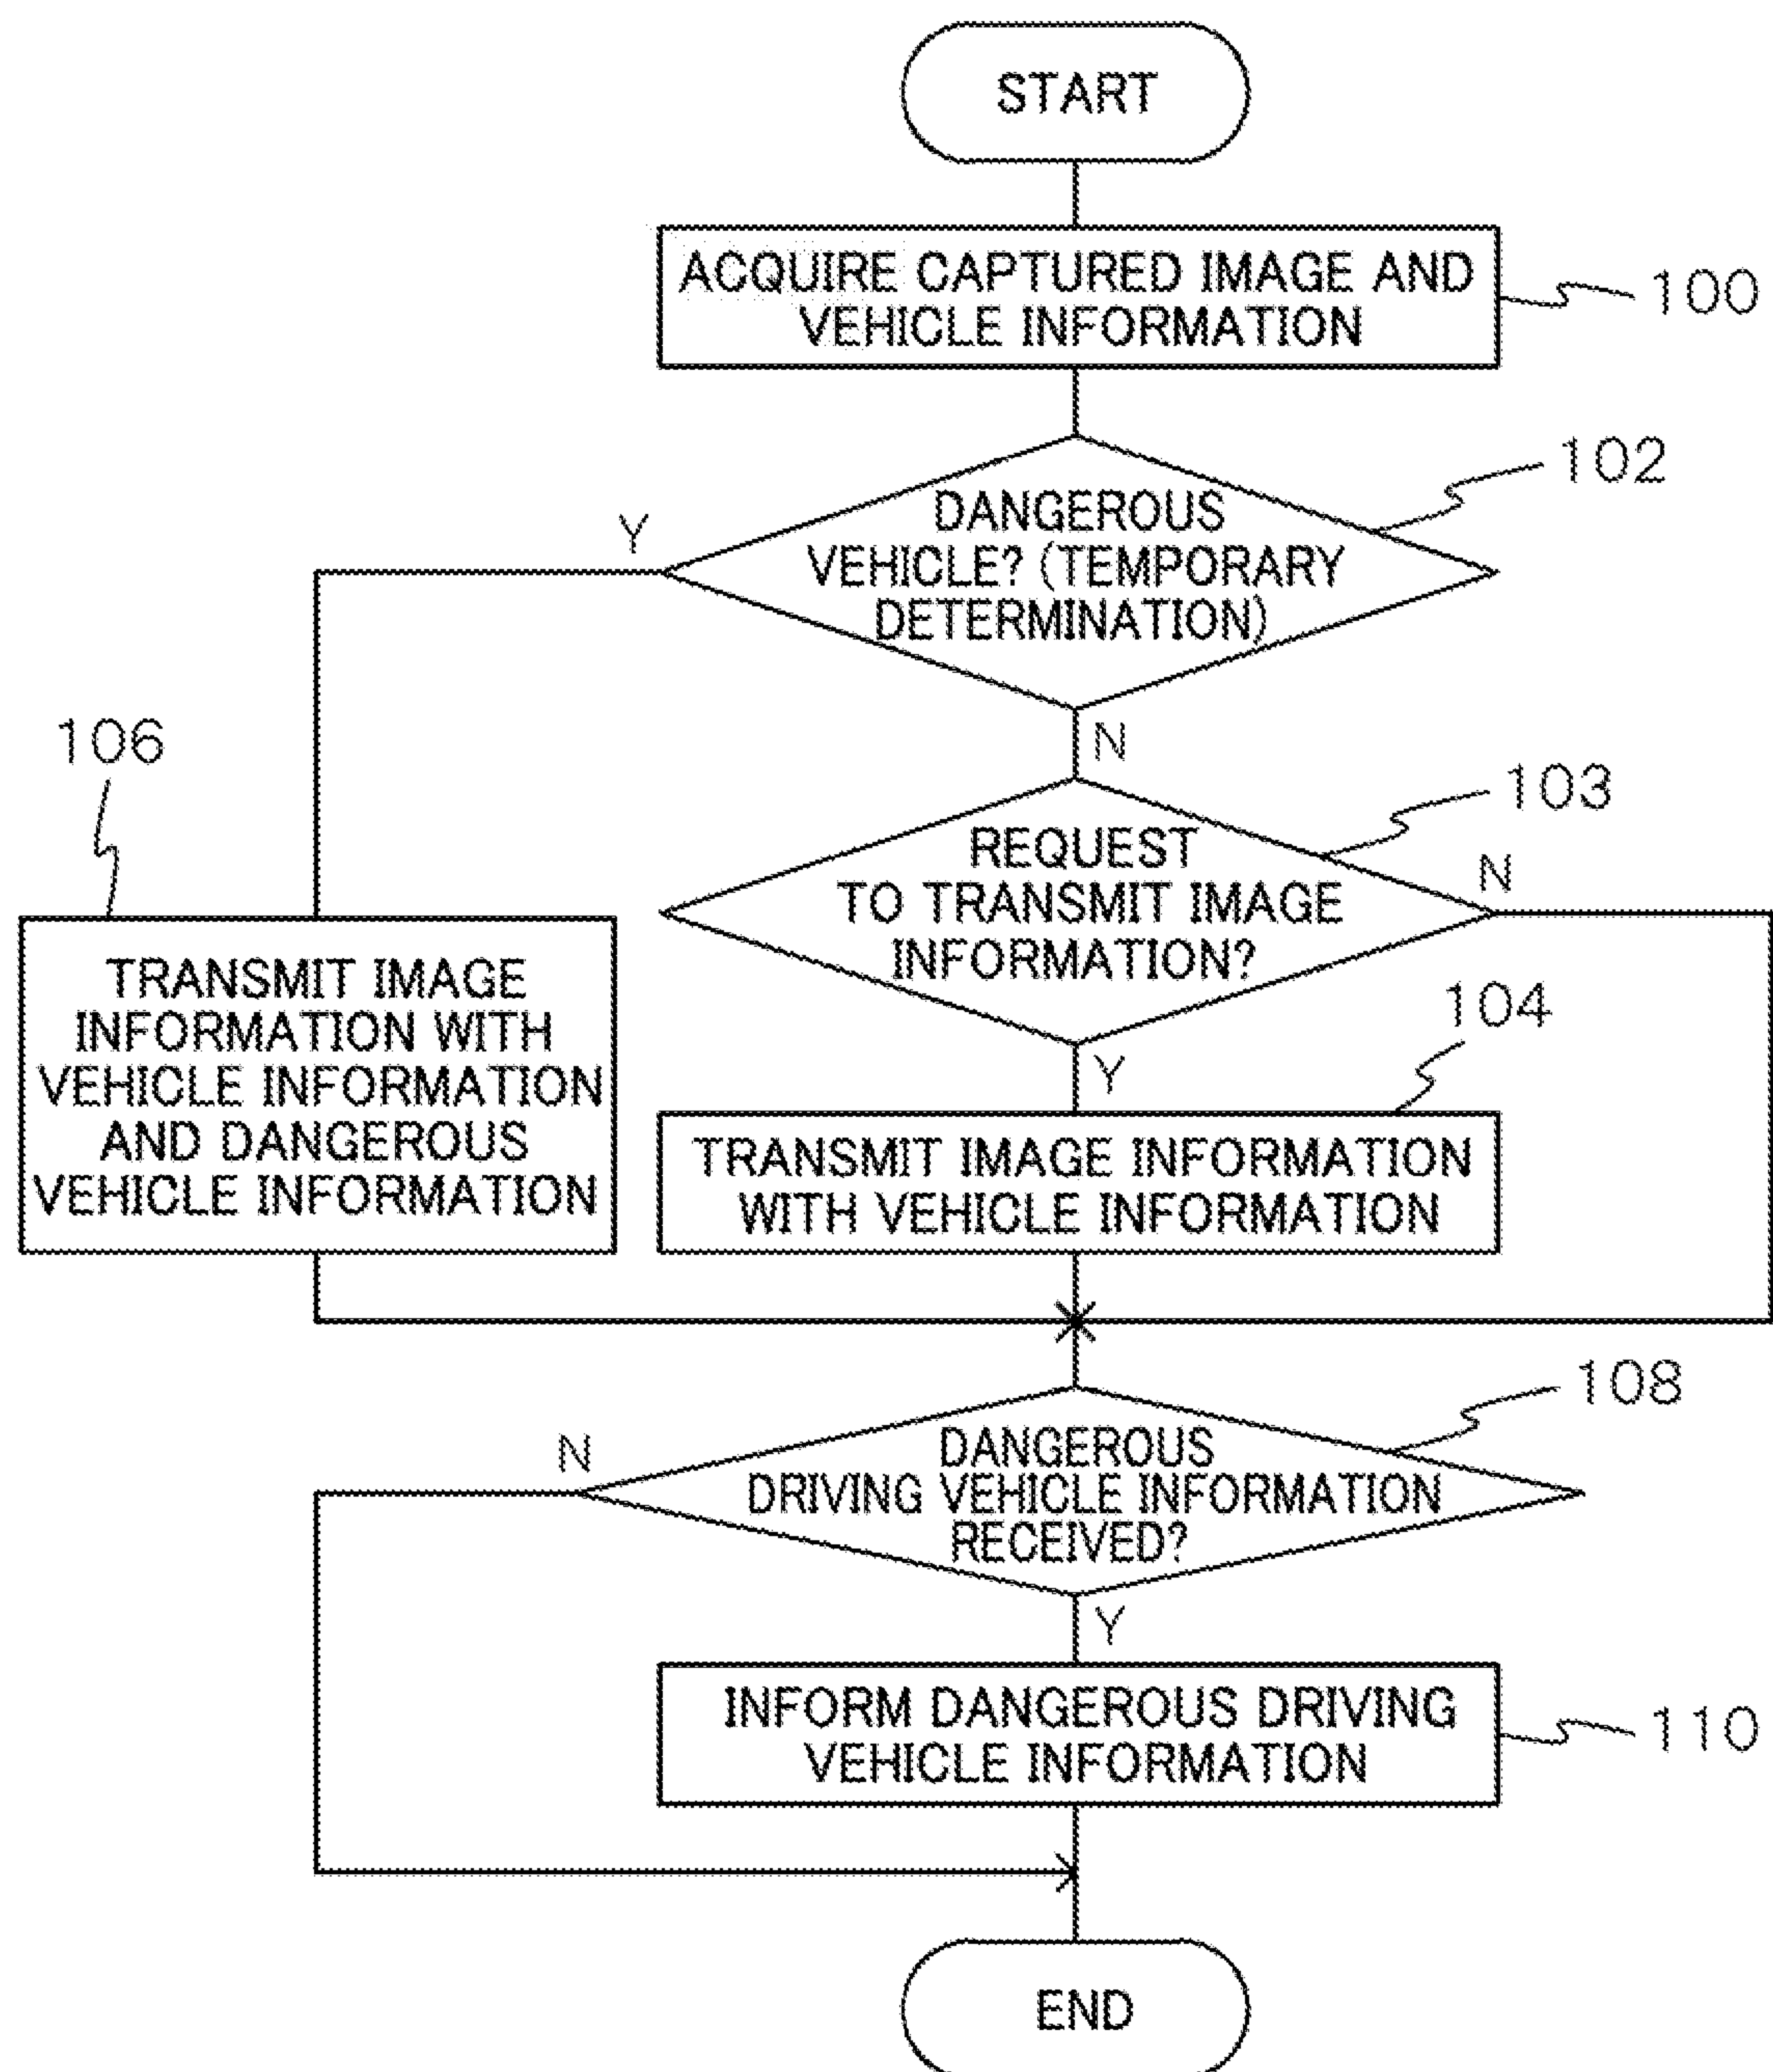 START
ACQUIRE CAPTURED IMAGE AND
VEHICLE INFORMATION
100
102
DANGEROUS
VEHICLE? (TEMPORARY
DETERMINATION)
Y
N
106
103
REQUEST
TO TRANSMIT IMAGE
INFORMATION?
N
Y
104
TRANSMIT IMAGE
INFORMATION WITH
VEHICLE INFORMATION
AND DANGEROUS
VEHICLE INFORMATION
TRANSMIT IMAGE INFORMATION
WITH VEHICLE INFORMATION
108
DANGEROUS
DRIVING VEHICLE INFORMATION
RECEIVED?
N
Y
INFORM DANGEROUS DRIVING
VEHICLE INFORMATION
110
END